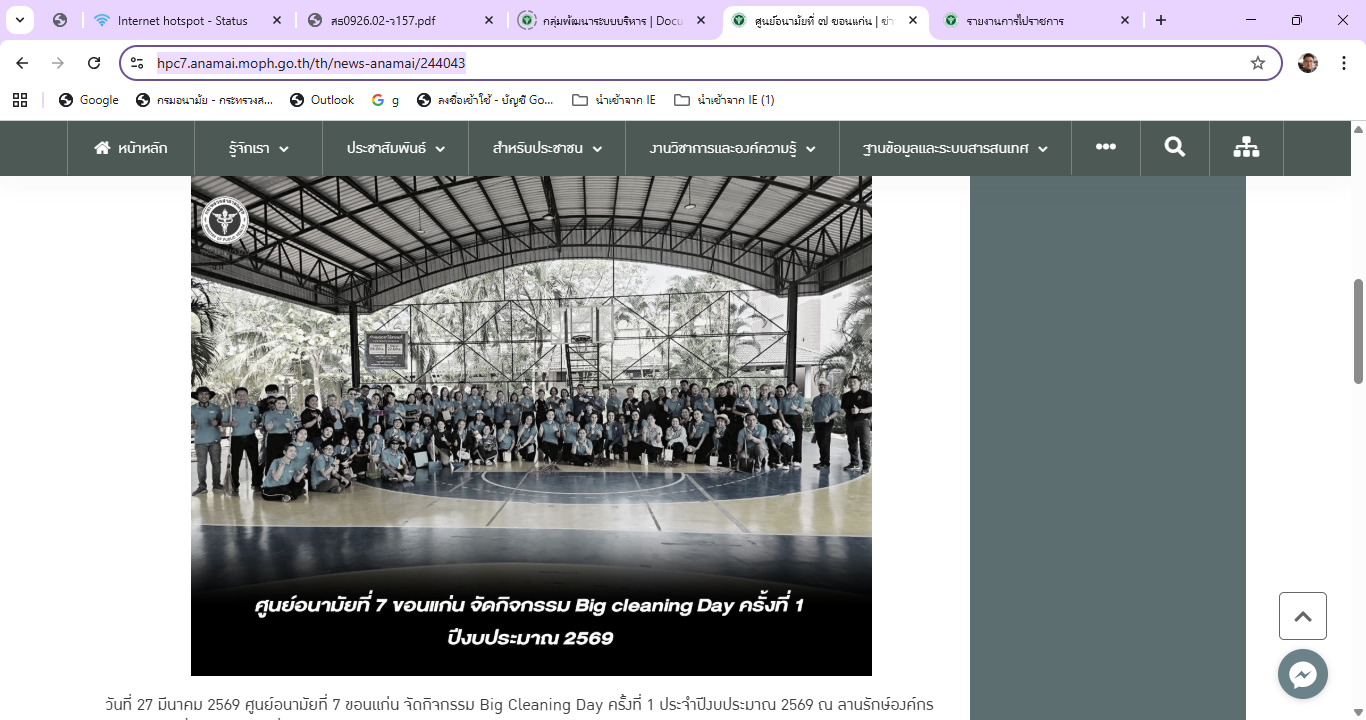 Internet hotspot - Status
สธ0926.02-ว157.pdf
กลุ่มพัฒนาระบบบริหาร | Docu
ศูนย์อนามัยที่ ๗ ขอนแก่น | ข่า
รายงานการไปราชการ
hpc7.anamai.moph.go.th/th/news-anamai/244043
Google
กรมอนามัย - กระทรวงส...
Outlook
g
ลงชื่อเข้าใช้ - บัญชี Go...
นำเข้าจาก IE
นำเข้าจาก IE (1)
หน้าหลัก
รู้จักเรา
ประชาสัมพันธ์
สำหรับประชาชน
งานวิชาการและองค์ความรู้
ฐานข้อมูลและระบบสารสนเทศ
ศูนย์อนามัยที่ 7 ขอนแก่น จัดกิจกรรม Big cleaning Day ครั้งที่ 1
ปีงบประมาณ 2569
วันที่ 27 มีนาคม 2569 ศูนย์อนามัยที่ 7 ขอนแก่น จัดกิจกรรม Big Cleaning Day ครั้งที่ 1 ประจำปีงบประมาณ 2569 ณ ลานรักษ์องค์กร